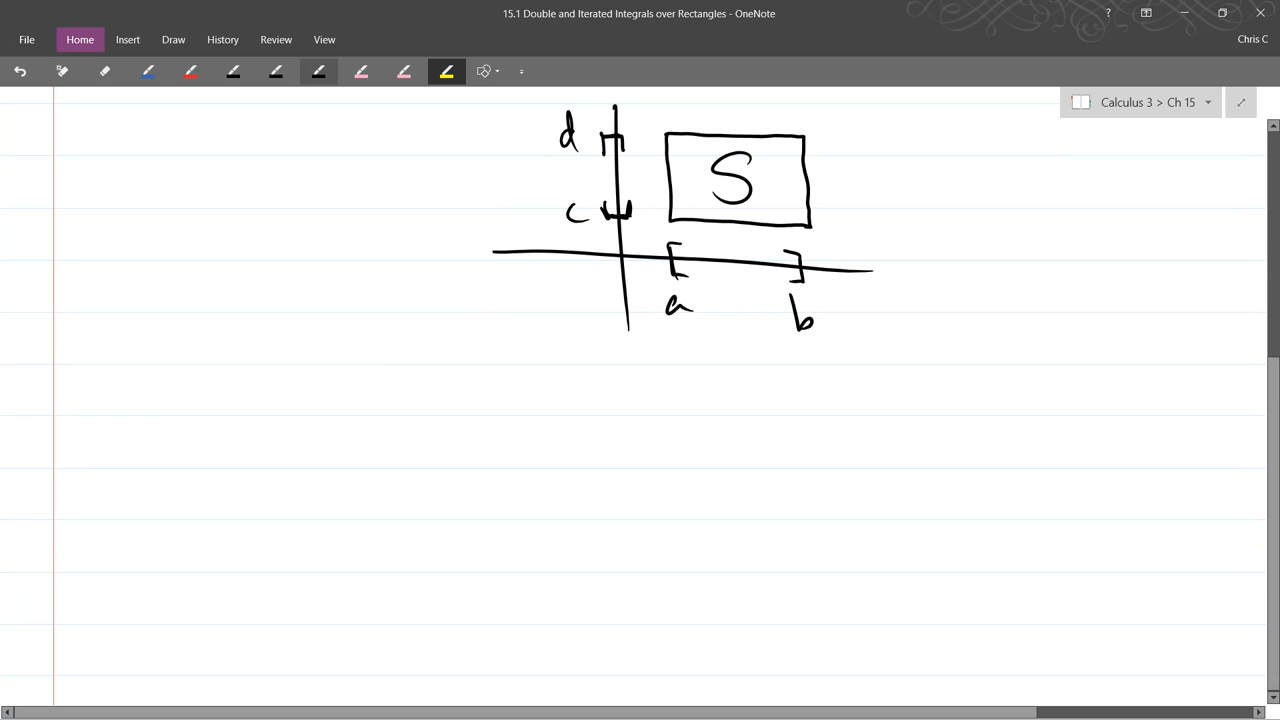 15.1 Double and Iterated Integrals over Rectangles - OneNote
?
File Home Insert Draw History Review View
Chris C
Calculus 3 > Ch 15
d
S
c
a
b